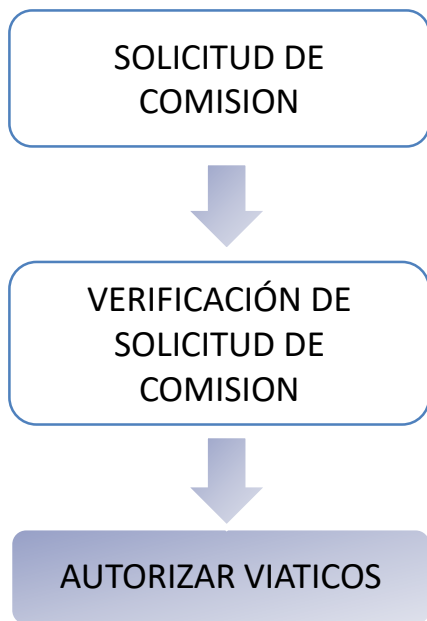 SOLICITUD DE
COMISION
VERIFICACIÓN DE
SOLICITUD DE
COMISION
AUTORIZAR VIATICOS